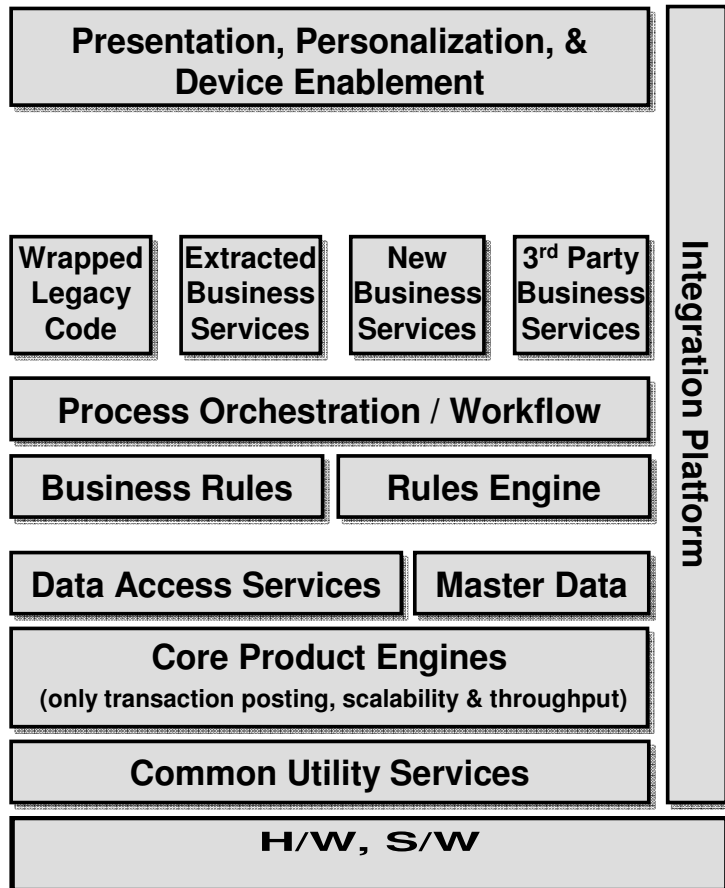 Presentation, Personalization, &
Device Enablement
Wrapped
Legacy
Code
Extracted
Business
Services
New
Business
Services
3rd Party
Business
Services
Process Orchestration / Workflow
Business Rules
Rules Engine
Data Access Services
Master Data
Core Product Engines
(only transaction posting, scalability & throughput)
Common Utility Services
Integration Platform
H/W, S/W